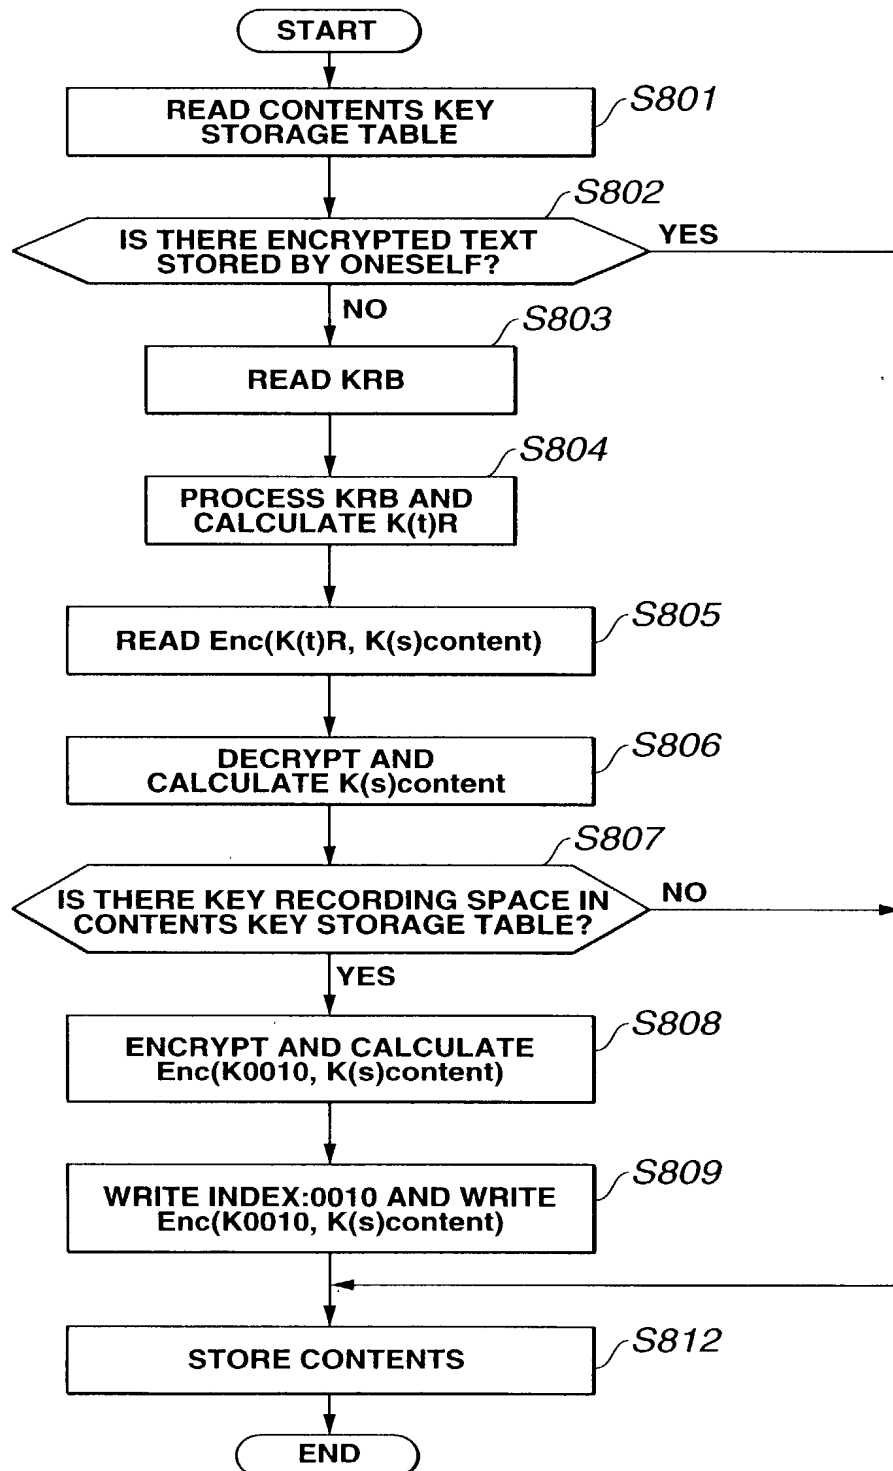 START
READ CONTENTS KEY
STORAGE TABLE
S801
S802
IS THERE ENCRYPTED TEXT
STORED BY ONESELF?
YES
NO
S803
READ KRB
S804
PROCESS KRB AND
CALCULATE K(t)R
S805
READ Enc(K(t)R, K(s)content)
S806
DECRYPT AND
CALCULATE K(s)content
S807
IS THERE KEY RECORDING SPACE IN
CONTENTS KEY STORAGE TABLE?
NO
YES
S808
ENCRYPT AND CALCULATE
Enc(K0010, K(s)content)
S809
WRITE INDEX:0010 AND WRITE
Enc(K0010, K(s)content)
S812
STORE CONTENTS
END